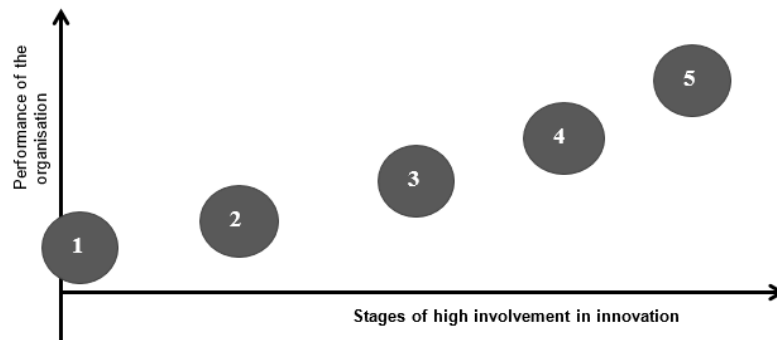 Performance of the
organisation
1
2
3
4
5
Stages of high involvement in innovation